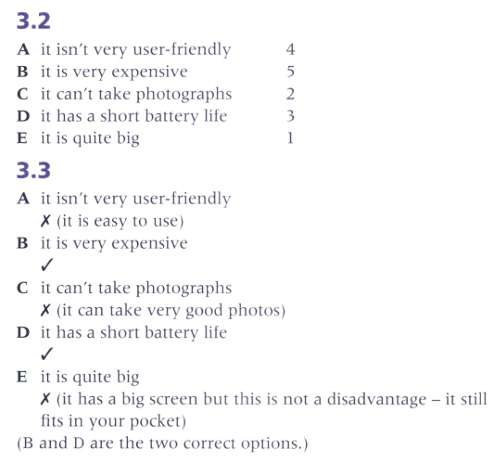 3.2
A it isn't very user-friendly 4
B it is very expensive 5
C it can't take photographs 2
D it has a short battery life 3
E it is quite big 1
3.3
A it isn't very user-friendly
✗ (it is easy to use)
B it is very expensive
✓
C it can't take photographs
✗ (it can take very good photos)
D it has a short battery life
✓
E it is quite big
✗ (it has a big screen but this is not a disadvantage – it still
fits in your pocket)
(B and D are the two correct options.)